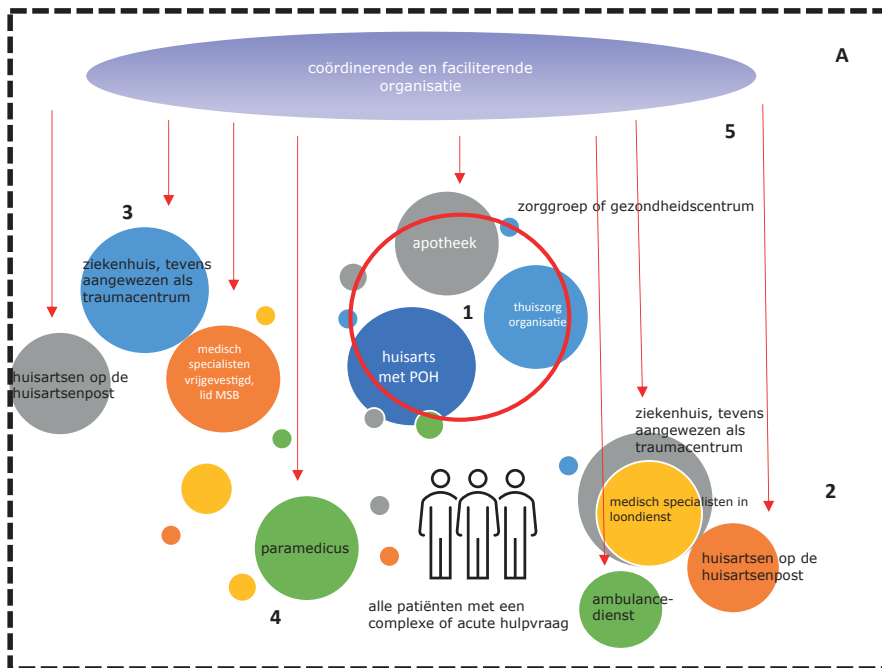 coördinerende en faciliterende
organisatie
A
5
3
zorggroep of gezondheidscentrum
apotheek
ziekenhuis, tevens
aangewezen als
traumacentrum
1
thuiszorg
organisatie
huisarts
met POH
medisch
specialisten
vrijgevestigd,
lid MSB
huisartsen op de
huisartsenpost
ziekenhuis, tevens
aangewezen als
traumacentrum
2
medisch specialisten in
loondienst
paramedicus
huisartsen op de
huisartsenpost
4
alle patiënten met een
complexe of acute hulpvraag
ambulance-
dienst